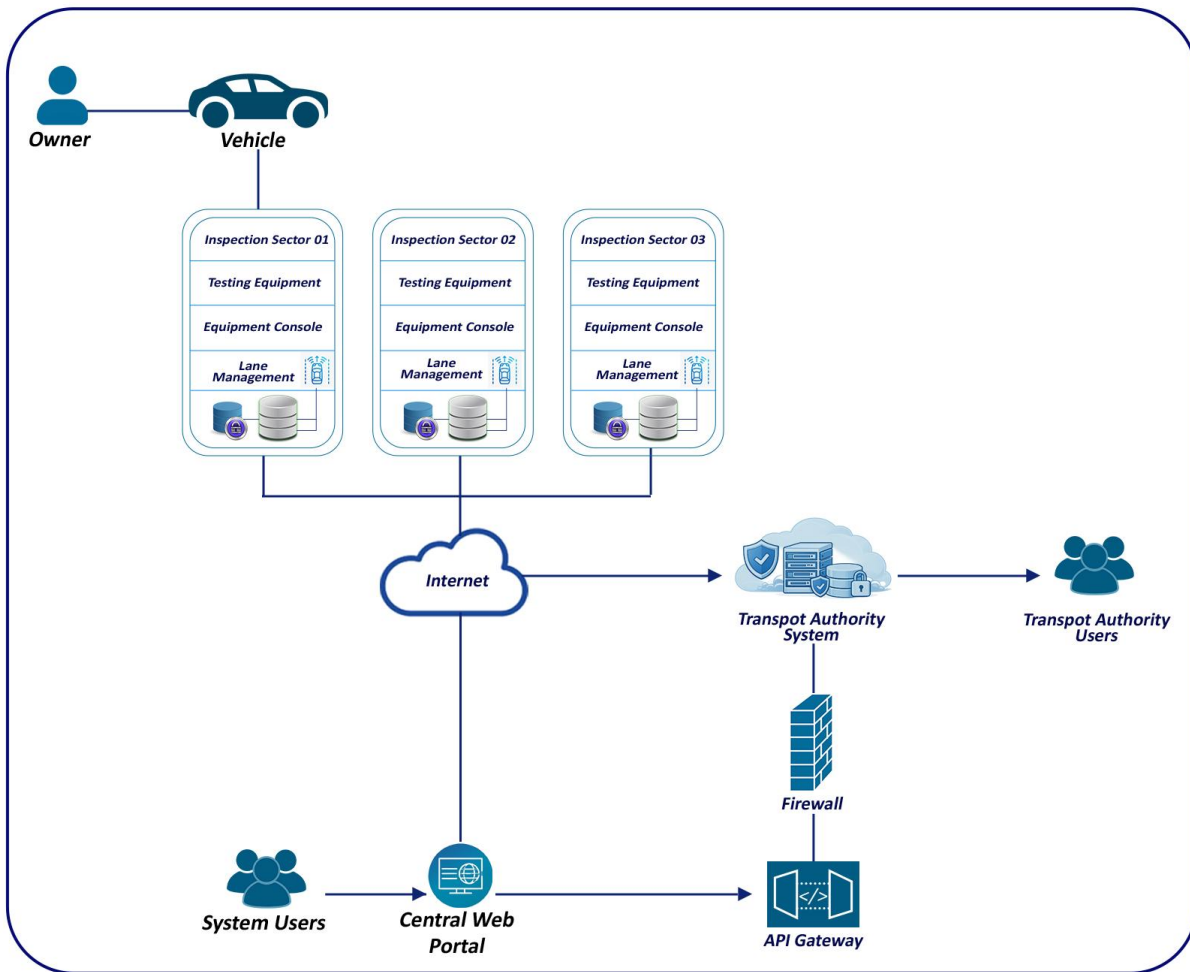 Owner
Vehicle
Inspection Sector 01
Testing Equipment
Equipment Console
Lane
Management
Inspection Sector 02
Testing Equipment
Equipment Console
Lane
Management
Inspection Sector 03
Testing Equipment
Equipment Console
Lane
Management
Internet
Transpot Authority
System
Transpot Authority
Users
Firewall
System Users
Central Web
Portal
</>
API Gateway